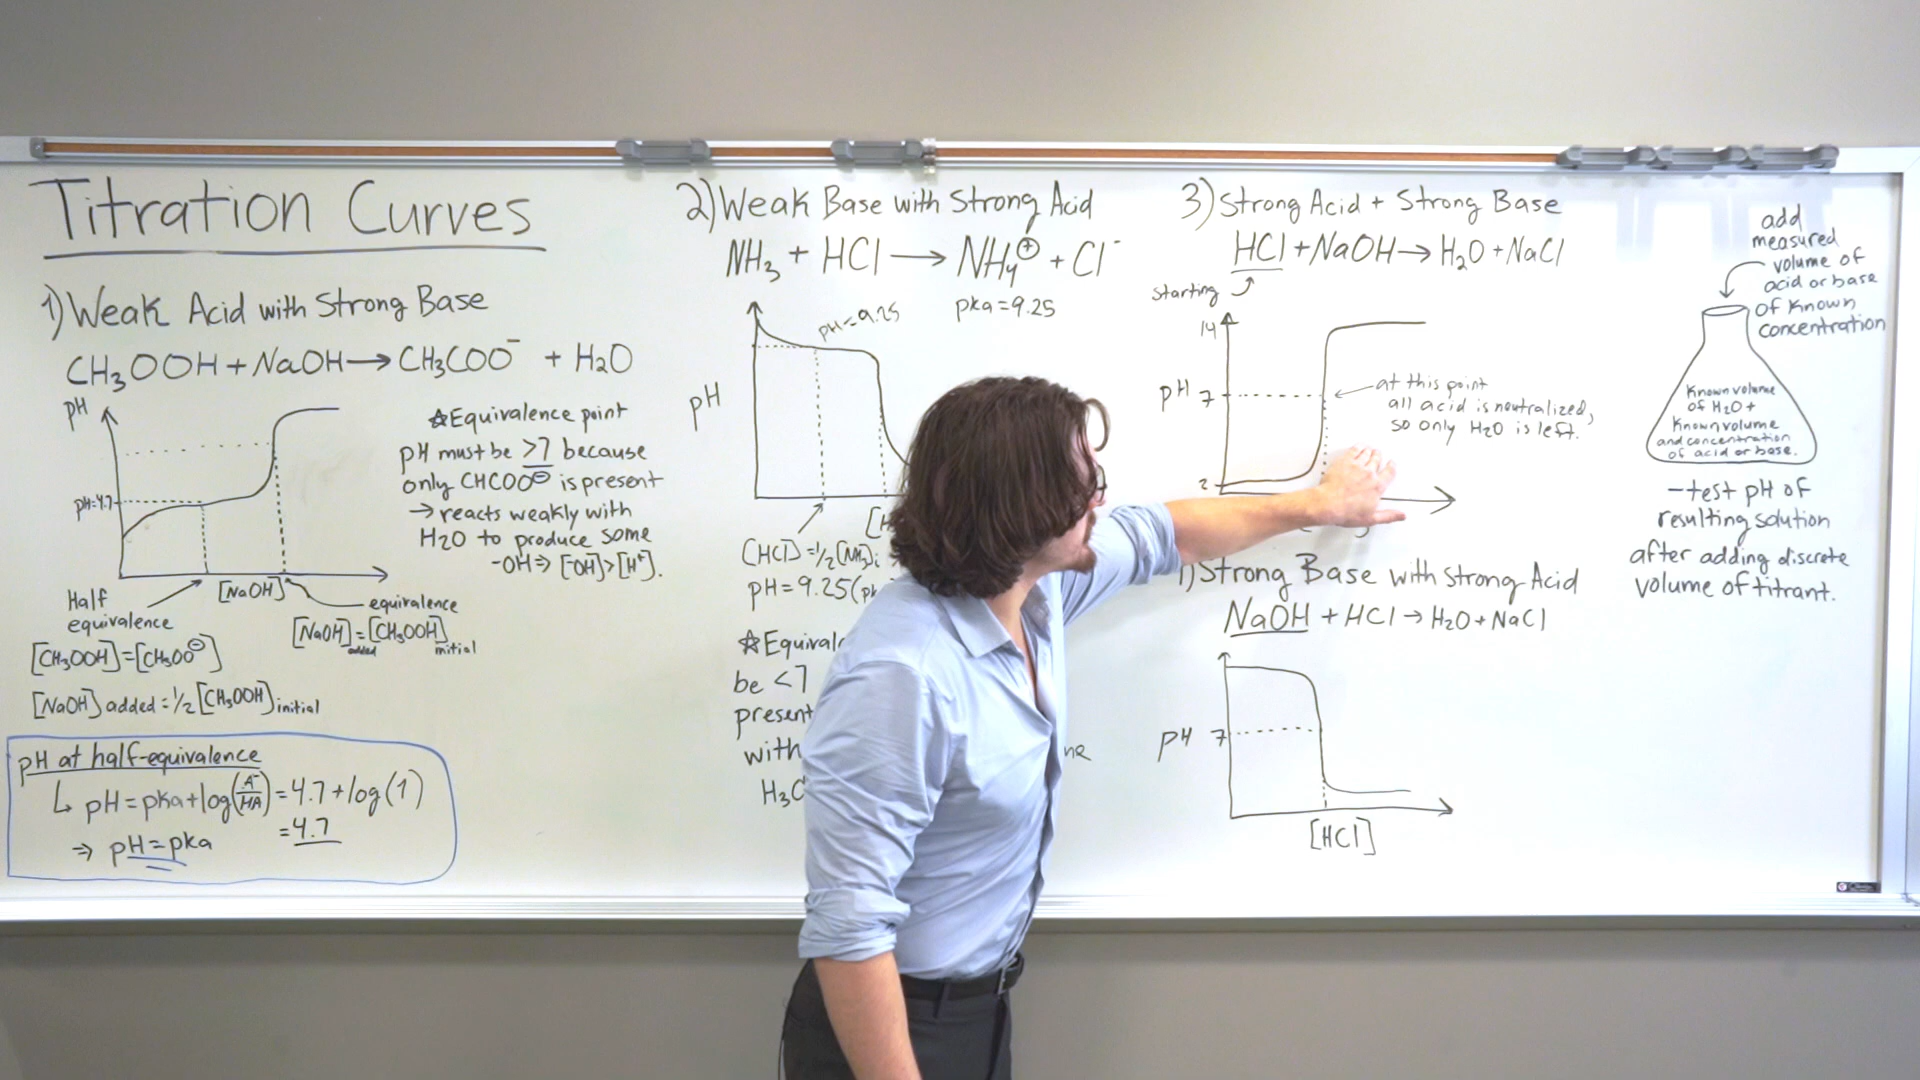 Titration Curves
1) Weak Acid with Strong Base
CH₃OOH + NaOH → CH₃COO⁻ + H₂O
pH
pH=4.7
[NaOH]
Half
equivalence
[CH₃OOH]=[CH₃OO⊖]
[NaOH] added = 1/2 [CH₃OOH] initial
equivalence
[NaOH] added = [CH₃OOH] initial
☆Equivalence point
pH must be >7 because
only CHCOO⊖ is present
→ reacts weakly with
H₂O to produce some
-OH ⇒ [⁻OH]>[H⁺].
pH at half-equivalence
↳ pH = pka + log(A⁻/HA) = 4.7 + log(1)
= 4.7
⇒ pH = pka
2) Weak Base with Strong Acid
NH₃ + HCl → NH₄⊕ + Cl⁻
pka = 9.25
pH = 9.25
pH
[HCl] = 1/2 [NH₃]i
pH = 9.25 (
☆
be <7
present
with
3) Strong Acid + Strong Base
HCl + NaOH → H₂O + NaCl
starting
14
pH 7
2
at this point
all acid is neutralized,
so only H₂O is left.
Strong Base with Strong Acid
NaOH + HCl → H₂O + NaCl
pH 7
[HCl]
add
measured
volume of
acid or base
of known
concentration
Known volume
of H₂O +
Known volume
and concentration
of acid or base.
- test pH of
resulting solution
after adding discrete
volume of titrant.